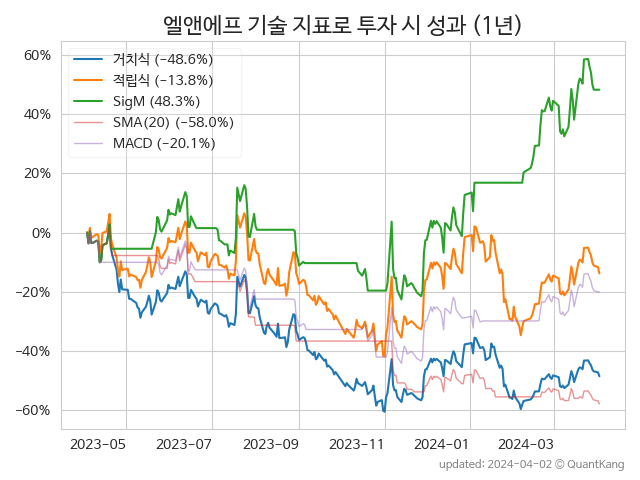 엘앤에프 기술 지표로 투자 시 성과 (1년)
거치식 (−48.6%)
적립식 (−13.8%)
SigM (48.3%)
SMA(20) (−58.0%)
MACD (−20.1%)
60%
40%
20%
0%
−20%
−40%
−60%
2023-05 2023-07 2023-09 2023-11 2024-01 2024-03
updated: 2024-04-02 © QuantKang